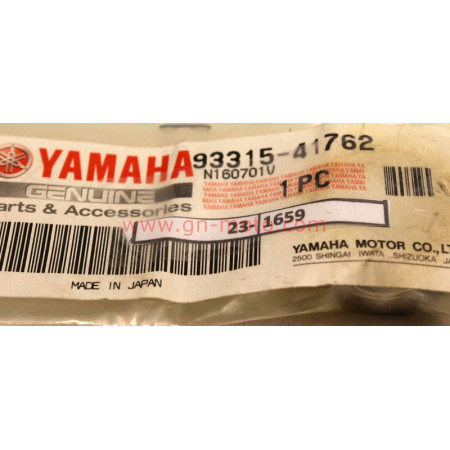 YAMAHA 93315-41762
N160701V
GENUINE
arts & Accessories
1 PC
www.gn-moto.com
23-1659
YAMAHA MOTOR CO., LT
2500 SHINGAI IWATA SHIZUOKA JA
MADE IN JAPAN